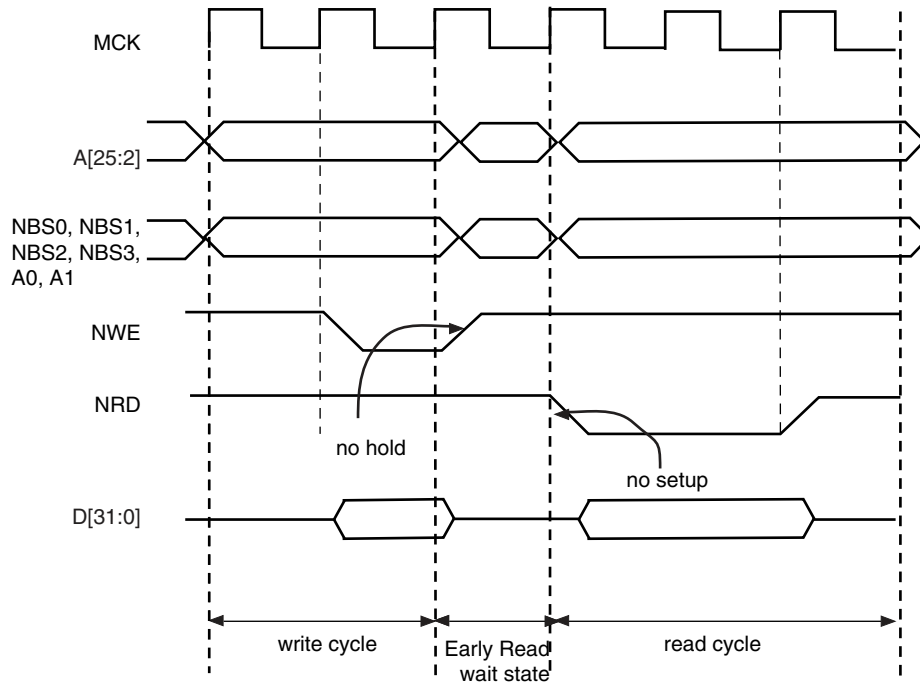 MCK
A[25:2]
NBS0, NBS1,
NBS2, NBS3,
A0, A1
NWE
NRD
no hold
no setup
D[31:0]
write cycle
Early Read
wait state
read cycle